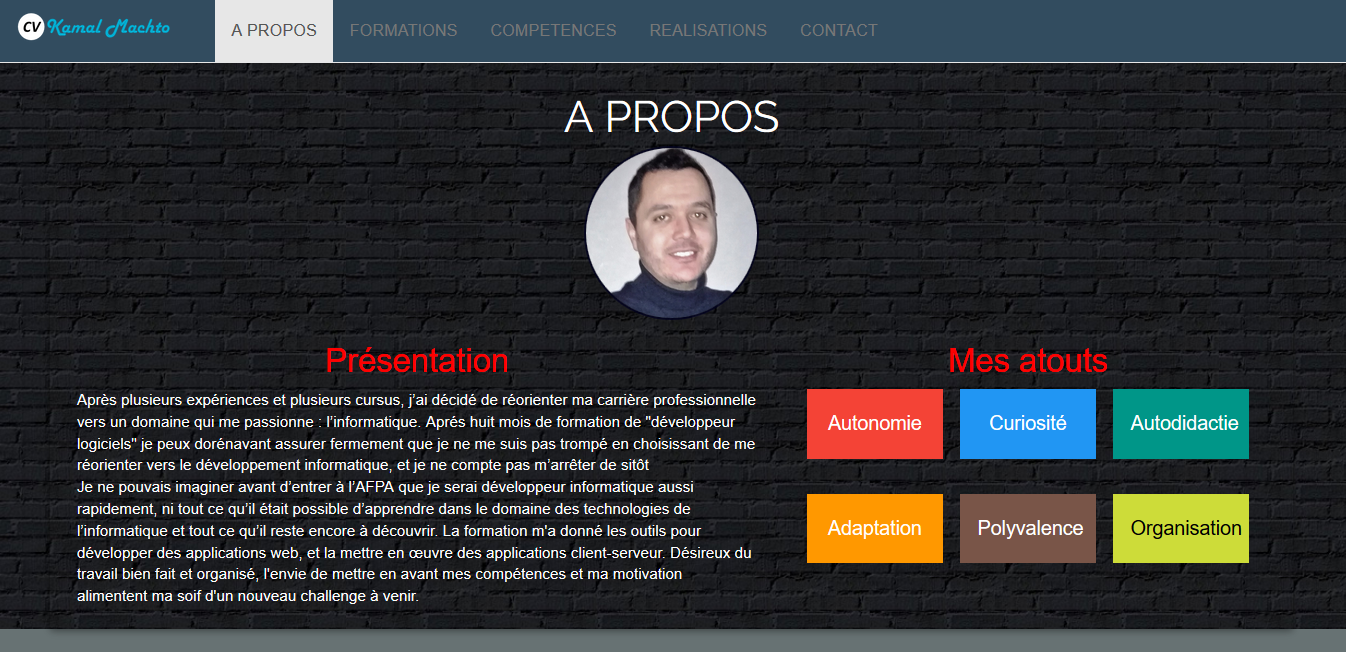 CV Kamal Machto
A PROPOS FORMATIONS COMPETENCES REALISATIONS CONTACT
A PROPOS
Présentation
Après plusieurs expériences et plusieurs cursus, j’ai décidé de réorienter ma carrière professionnelle
vers un domaine qui me passionne : l’informatique. Aprés huit mois de formation de "développeur
logiciels" je peux dorénavant assurer fermement que je ne me suis pas trompé en choisissant de me
réorienter vers le développement informatique, et je ne compte pas m’arrêter de sitôt
Je ne pouvais imaginer avant d’entrer à l’AFPA que je serai développeur informatique aussi
rapidement, ni tout ce qu’il était possible d’apprendre dans le domaine des technologies de
l’informatique et tout ce qu’il reste encore à découvrir. La formation m'a donné les outils pour
développer des applications web, et la mettre en œuvre des applications client-serveur. Désireux du
travail bien fait et organisé, l'envie de mettre en avant mes compétences et ma motivation
alimentent ma soif d'un nouveau challenge à venir.
Mes atouts
Autonomie Curiosité Autodidactie
Adaptation Polyvalence Organisation